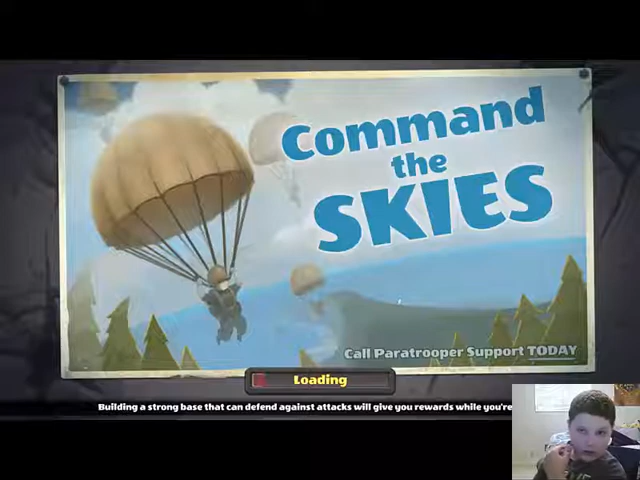 Command
the
SKIES
Call Paratrooper Support TODAY
Loading
Building a strong base that can defend against attacks will give you rewards while you're